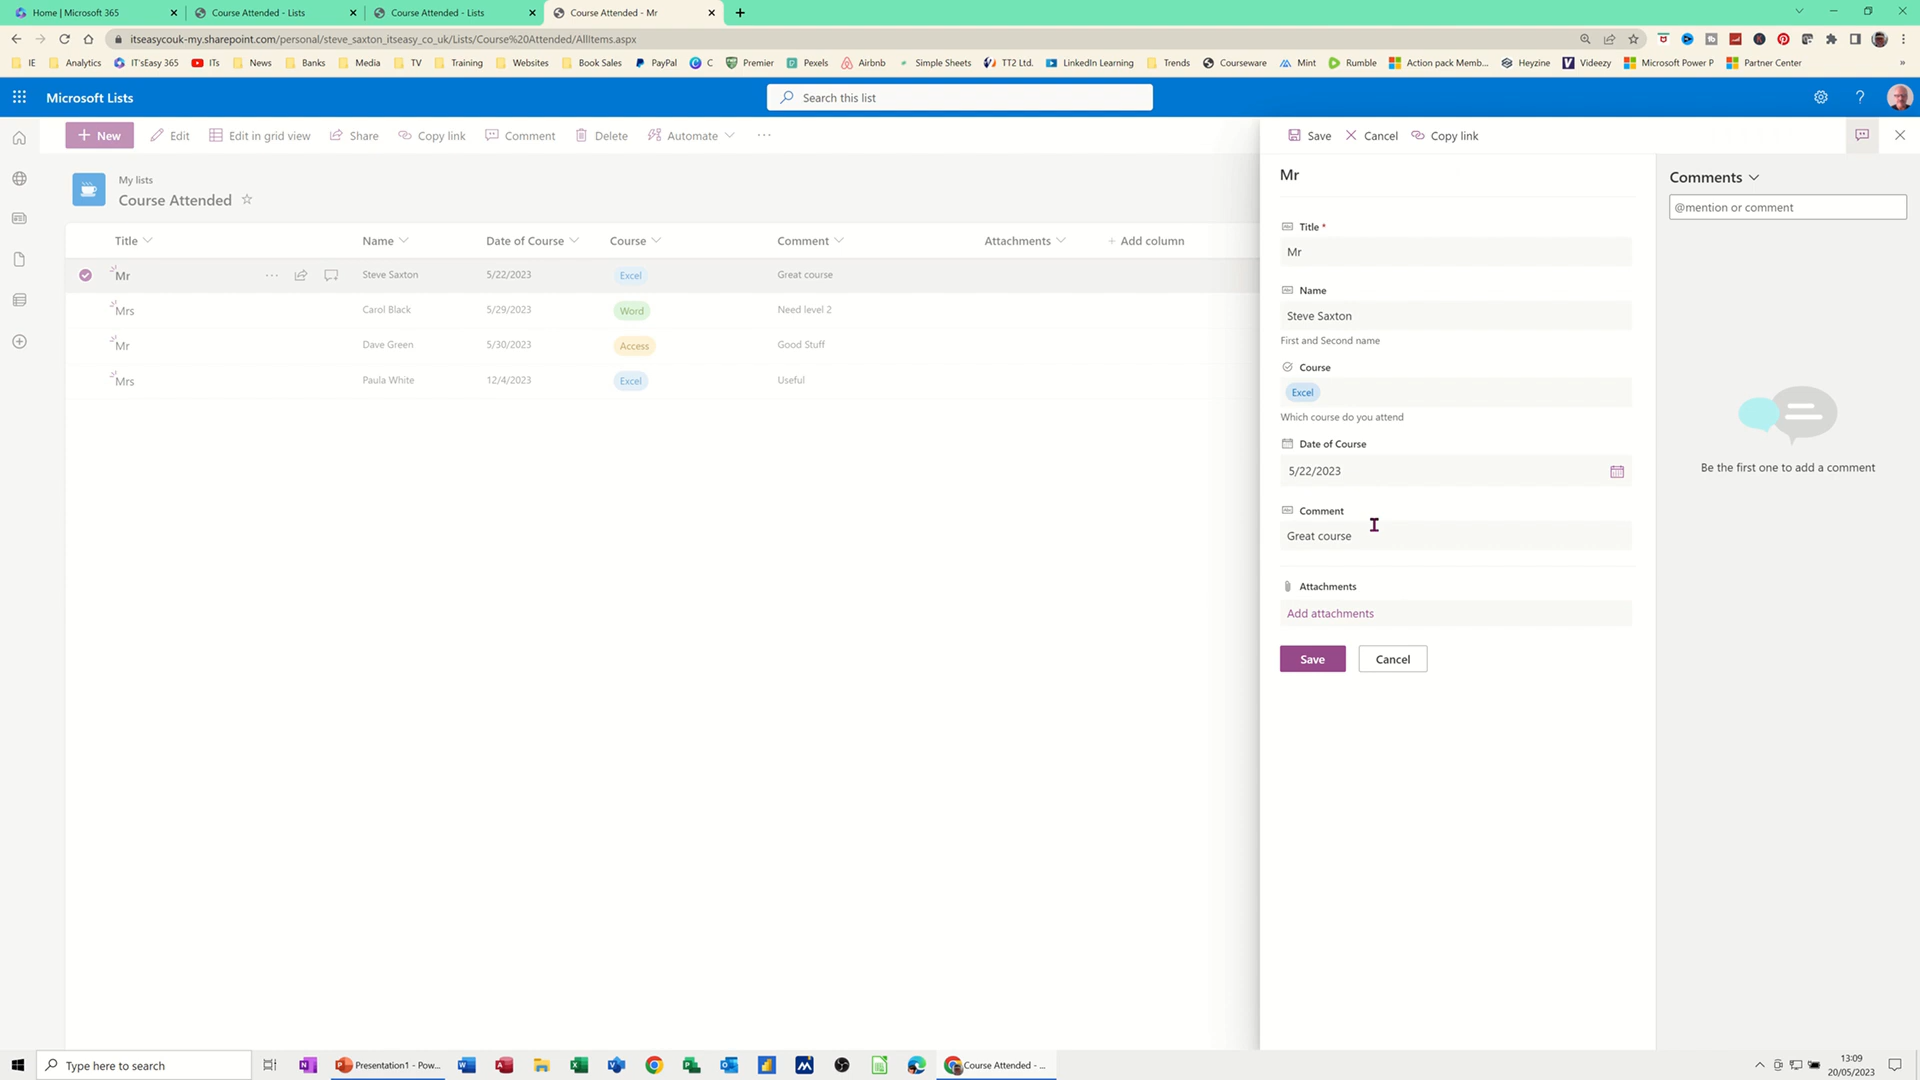 Home | Microsoft 365
Course Attended - Lists
Course Attended - Lists
Course Attended - Mr
itseasycouk-my.sharepoint.com/personal/steve_saxton_itseasy_co_uk/Lists/Course%20Attended/AllItems.aspx
IE
Analytics
IT'sEasy 365
ITs
News
Banks
Media
TV
Training
Websites
Book Sales
PayPal
C
Premier
Pexels
Airbnb
Simple Sheets
TT2 Ltd.
LinkedIn Learning
Trends
Courseware
Mint
Rumble
Action pack Memb...
Heyzine
Videezy
Microsoft Power P
Partner Center
»
Microsoft Lists
Search this list
New
Edit
Edit in grid view
Share
Copy link
Comment
Delete
Automate
My lists
Course Attended
Title Name Date of Course Course Comment Attachments + Add column
Mr Steve Saxton 5/22/2023 Excel Great course
Mrs Carol Black 5/29/2023 Word Need level 2
Mr Dave Green 5/30/2023 Access Good Stuff
Mrs Paula White 12/4/2023 Excel Useful
Save
Cancel
Copy link
Mr
Title *
Mr
Name
Steve Saxton
First and Second name
Course
Excel
Which course do you attend
Date of Course
5/22/2023
Comment
Great course
Attachments
Add attachments
Save
Cancel
Comments
@mention or comment
Be the first one to add a comment
Type here to search
Presentation1 - Pow...
Course Attended - ...
13:09
20/05/2023